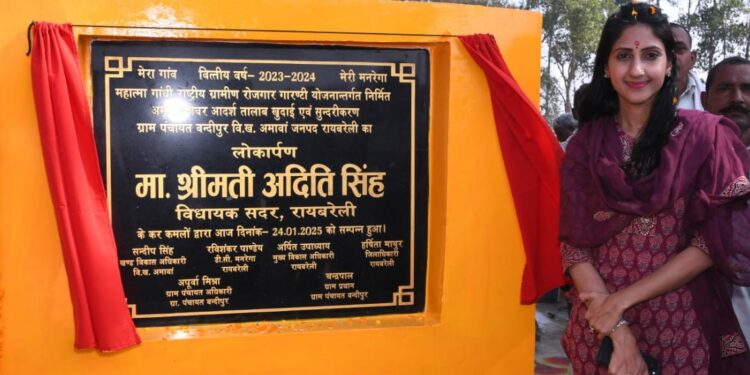 मेरा गांव वित्तीय वर्ष- 2023-2024 मेरी मनरेगा
महात्मा गांधी राष्ट्रीय ग्रामीण रोजगार गारण्टी योजनान्तर्गत निर्मित
आदर्श तालाब खुदाई एवं सुन्दरीकरण
ग्राम पंचायत बन्दीपुर वि.ख. अमावां जनपद रायबरेली का
लोकार्पण
मा. श्रीमती अदिति सिंह
विधायक सदर, रायबरेली
के कर कमलों द्वारा आज दिनांक- 24.01.2025 को सम्पन्न हुआ।
सन्दीप सिंह रविशंकर पाण्डेय अर्पित उपाध्याय हर्षिता माथुर
खण्ड विकास अधिकारी डी.सी. मनरेगा मुख्य विकास अधिकारी जिलाधिकारी
वि.ख. अमावां रायबरेली रायबरेली रायबरेली
अपूर्वा मिश्रा चन्द्रपाल
ग्राम पंचायत अधिकारी ग्राम प्रधान
ग्रा. पंचायत बन्दीपुर ग्राम पंचायत बन्दीपुर